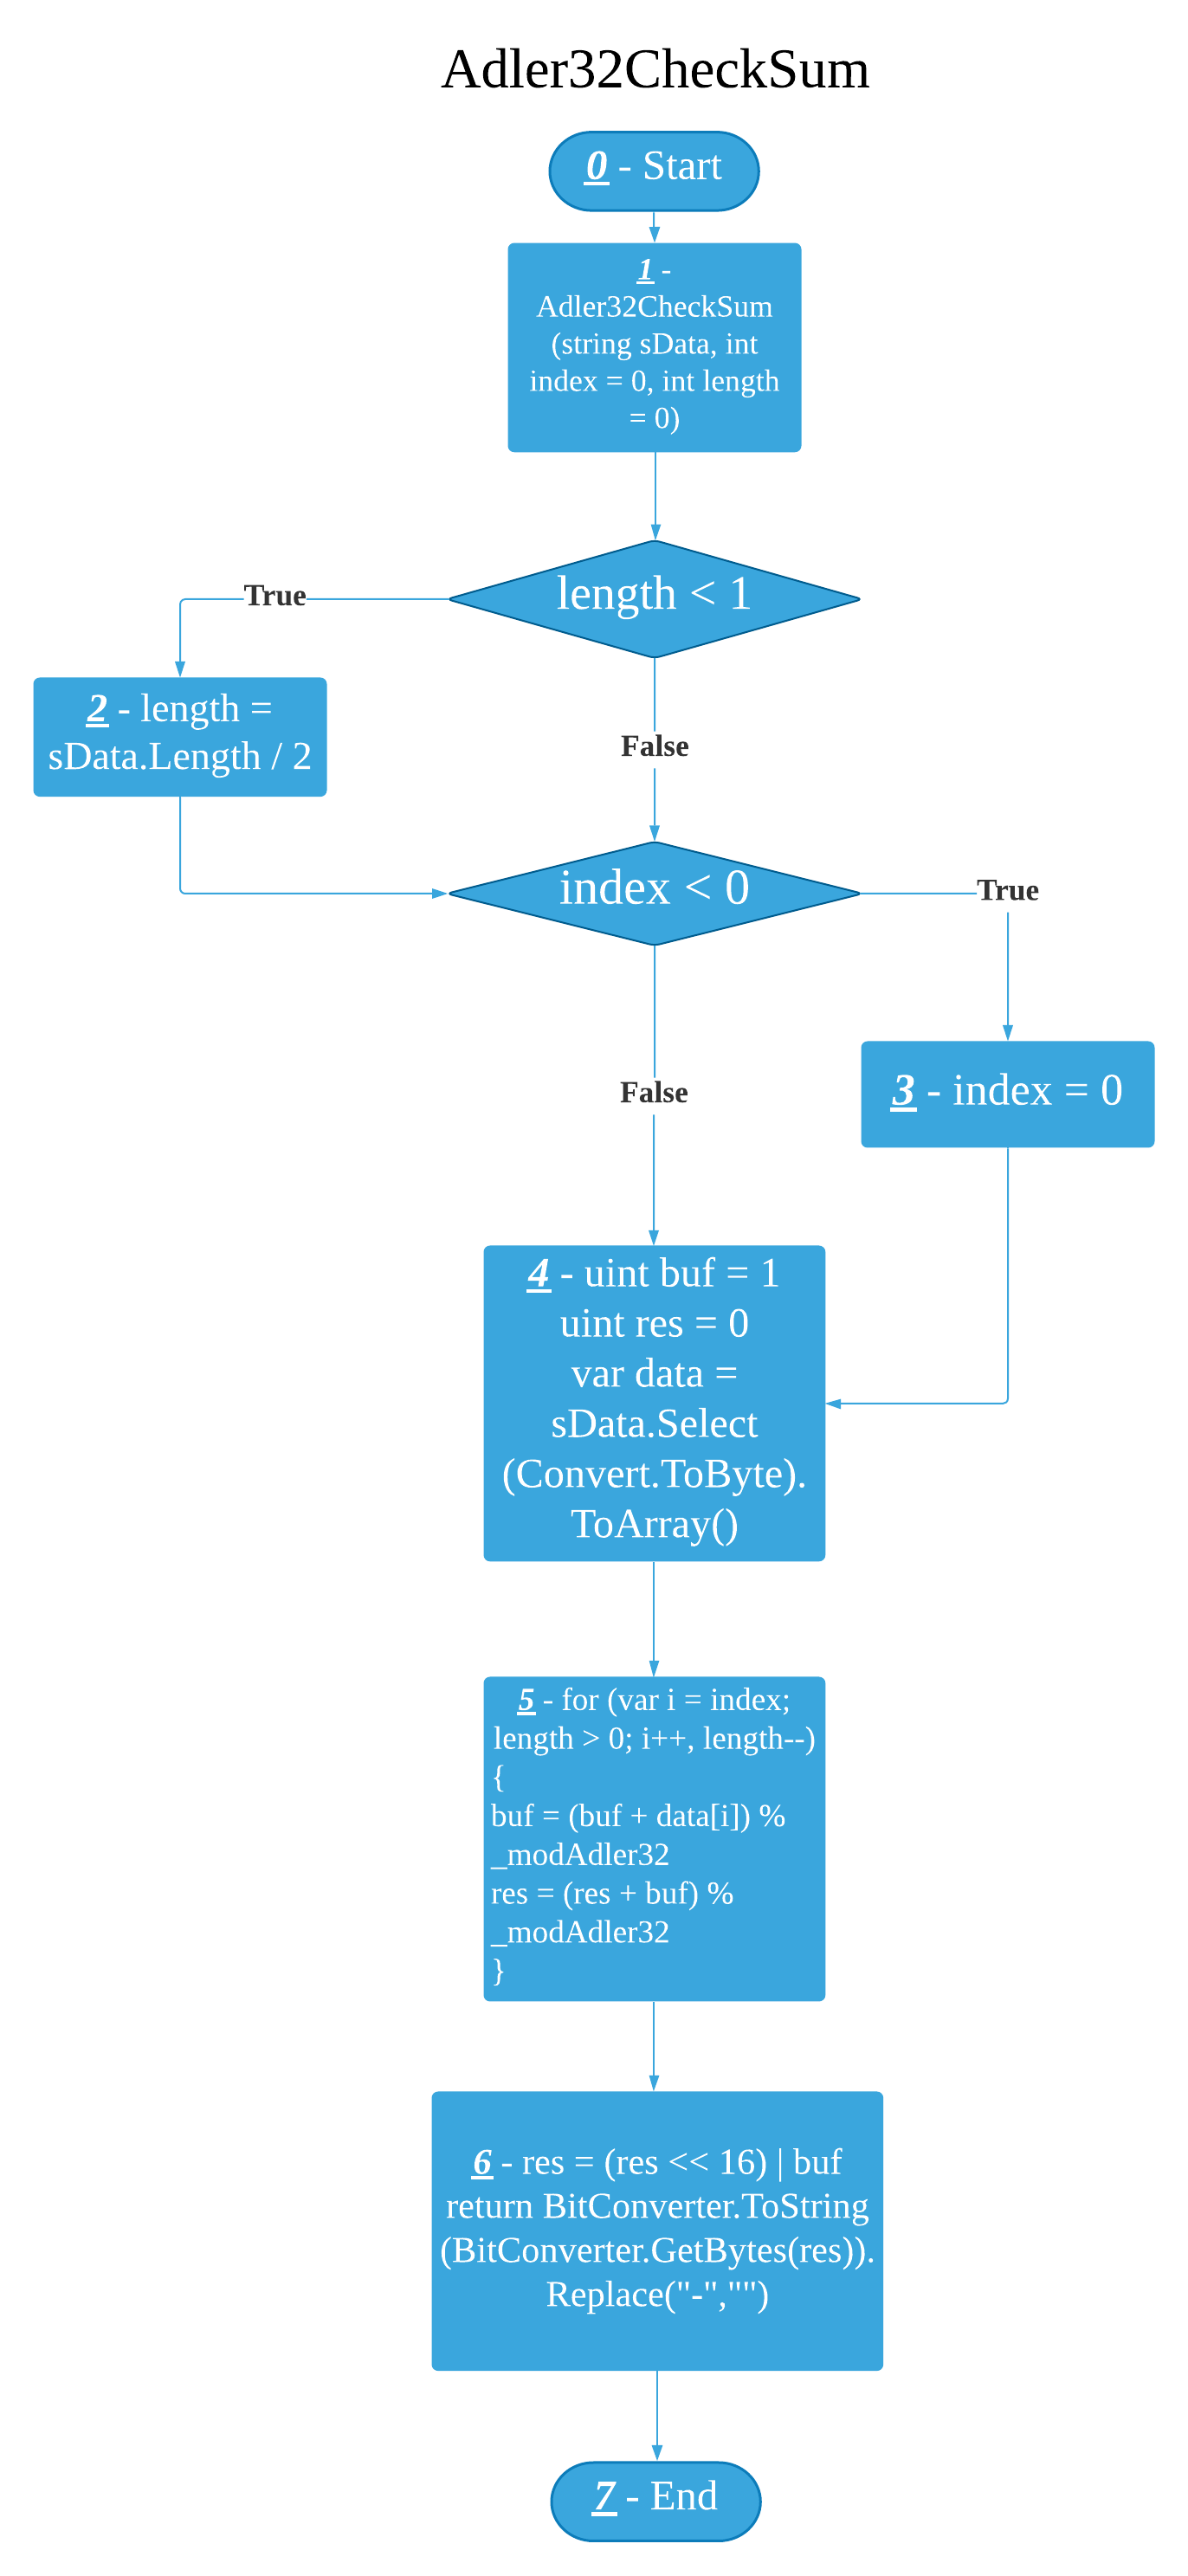 Adler32CheckSum
0 - Start
1 -
Adler32CheckSum
(string sData, int
index = 0, int length
= 0)
length < 1
True
2 - length =
sData.Length / 2
False
index < 0
True
3 - index = 0
False
4 - uint buf = 1
uint res = 0
var data =
sData.Select
(Convert.ToByte).
ToArray()
5 - for (var i = index;
length > 0; i++, length--)
{
buf = (buf + data[i]) %
_modAdler32
res = (res + buf) %
_modAdler32
}
6 - res = (res << 16) | buf
return BitConverter.ToString
(BitConverter.GetBytes(res)).
Replace("-","")
7 - End